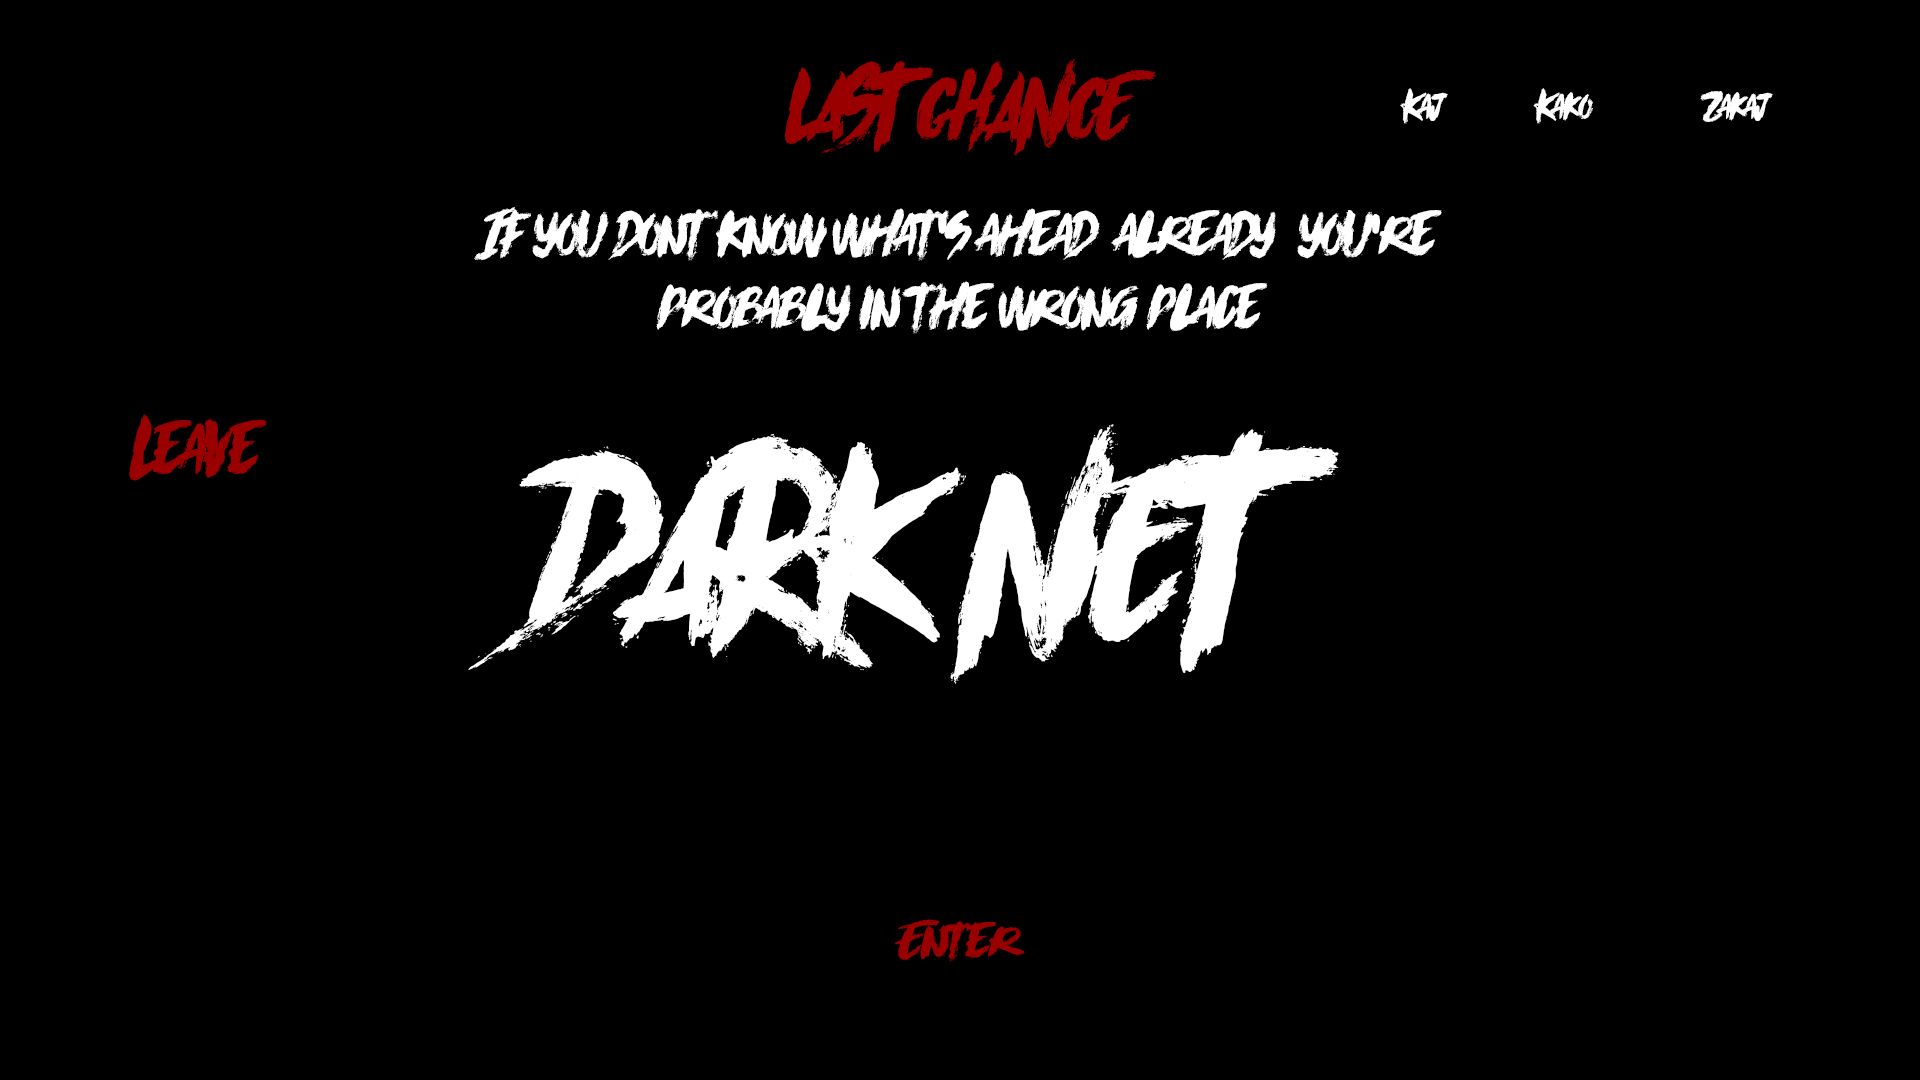 LAST CHANCE
KAJ KAKO ZAKAJ
IF YOU DONT KNOW WHAT'S AHEAD ALREADY YOU'RE
PROBABLY IN THE WRONG PLACE
LEAVE
DARK NET
ENTER